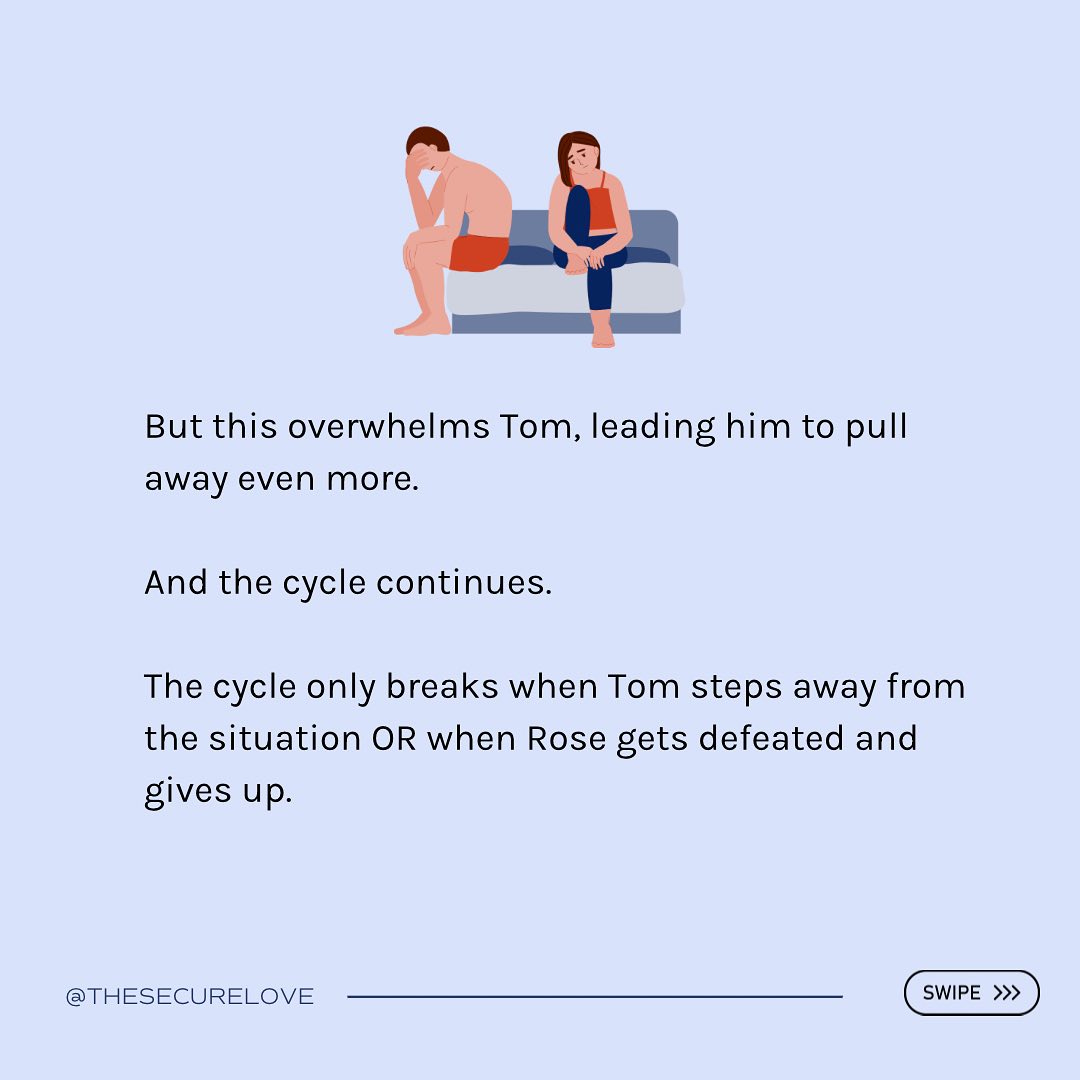 But this overwhelms Tom, leading him to pull
away even more.
And the cycle continues.
The cycle only breaks when Tom steps away from
the situation OR when Rose gets defeated and
gives up.
@THESECURELOVE
SWIPE >>>